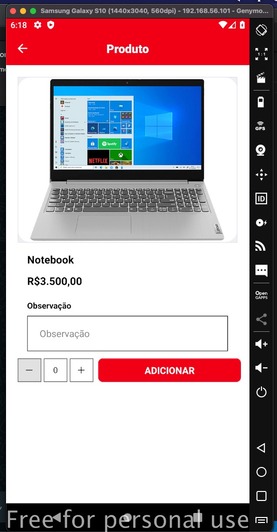 Samsung Galaxy S10 (1440x3040, 560dpi) - 192.168.56.101 - Genymo...
6:18
Produto
NETFLIX
Notebook
R$3.500,00
Observação
Observação
− 0 + ADICIONAR
GPS
ID
Open
GAPPS
Free for personal use